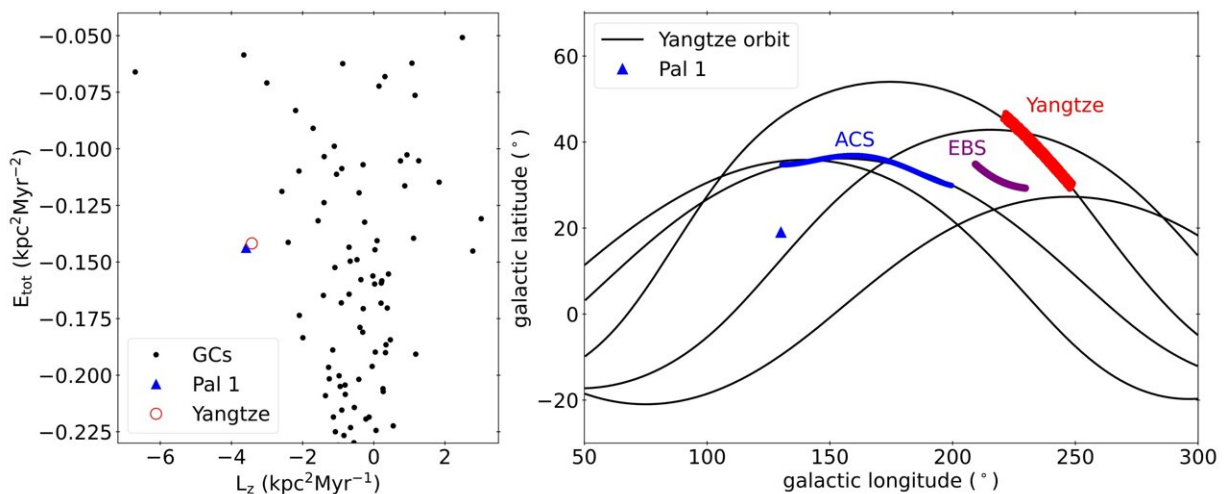 −0.050
−0.075
−0.100
−0.125
−0.150
−0.175
−0.200
−0.225
E_tot (kpc²Myr⁻²)
GCs
Pal 1
Yangtze
−6
−4
−2
0
2
L_z (kpc²Myr⁻¹)
60
40
20
0
−20
galactic latitude (°)
Yangtze orbit
Pal 1
ACS
EBS
Yangtze
50
100
150
200
250
300
galactic longitude (°)